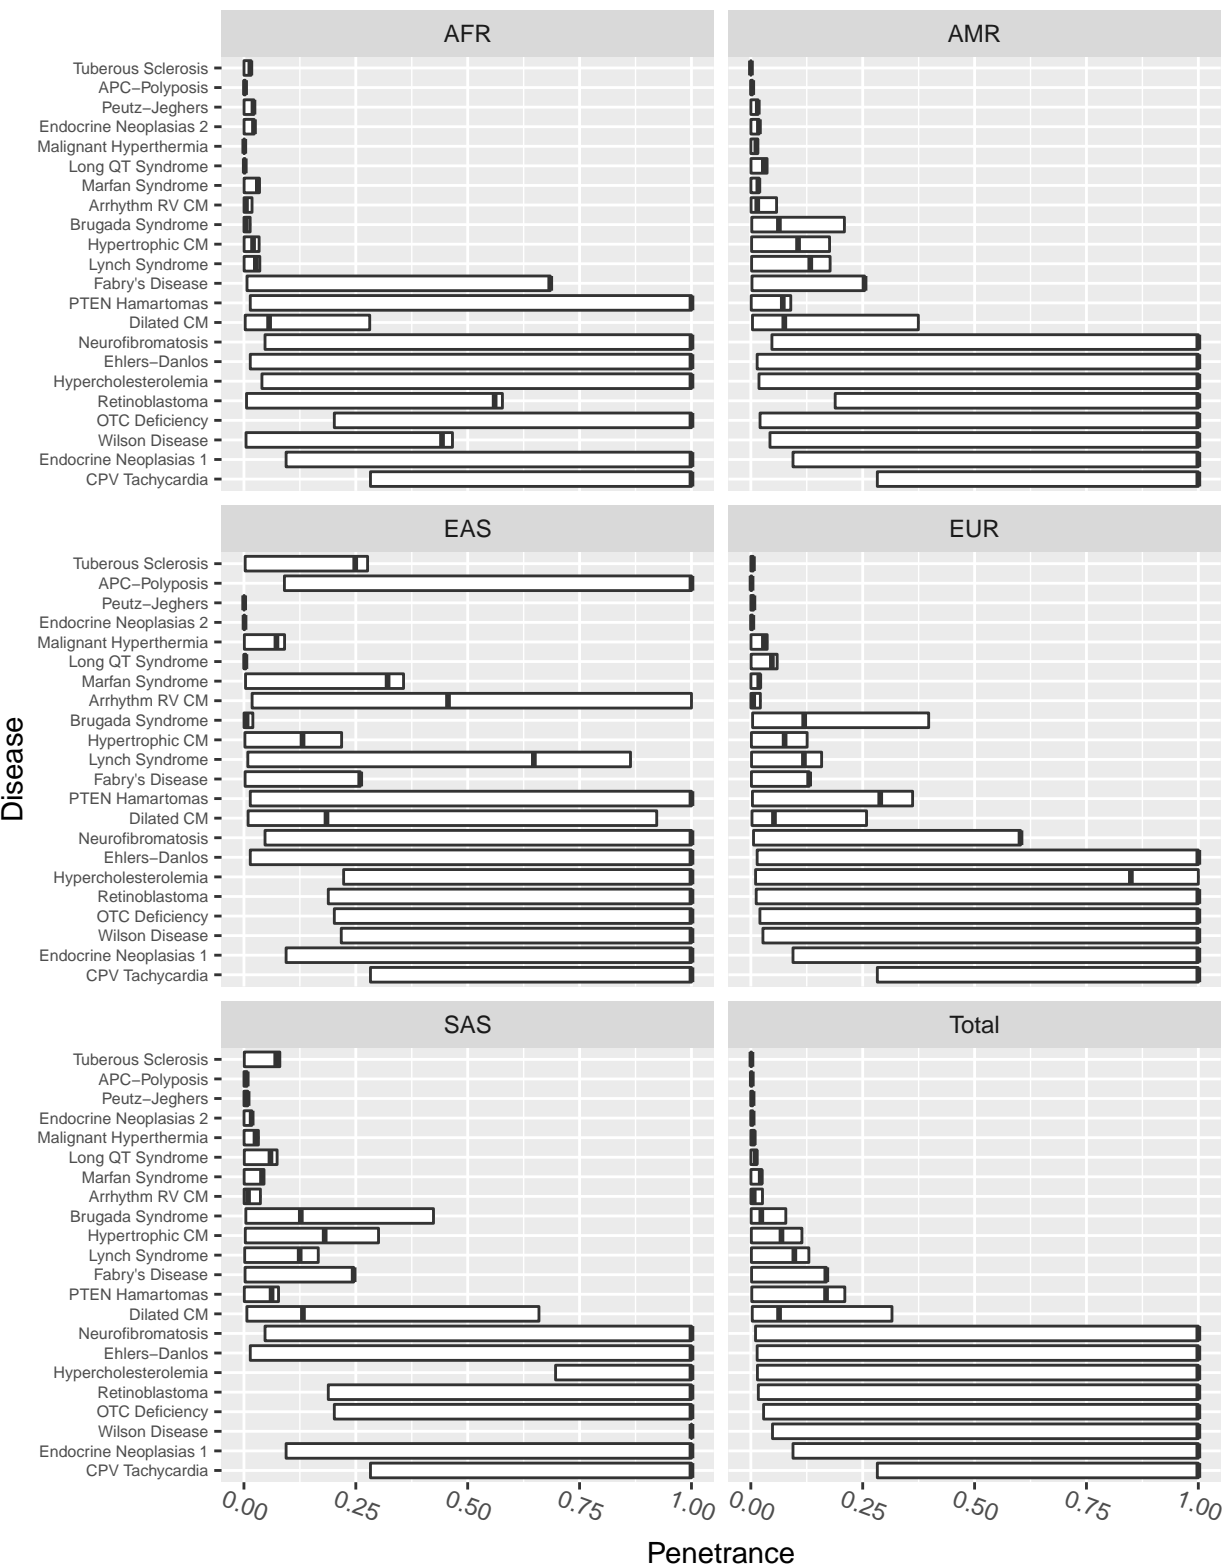 AFR
AMR
Tuberous Sclerosis
APC−Polyposis
Peutz−Jeghers
Endocrine Neoplasias 2
Malignant Hyperthermia
Long QT Syndrome
Marfan Syndrome
Arrhythm RV CM
Brugada Syndrome
Hypertrophic CM
Lynch Syndrome
Fabry's Disease
PTEN Hamartomas
Dilated CM
Neurofibromatosis
Ehlers−Danlos
Hypercholesterolemia
Retinoblastoma
OTC Deficiency
Wilson Disease
Endocrine Neoplasias 1
CPV Tachycardia
EAS
EUR
Tuberous Sclerosis
APC−Polyposis
Peutz−Jeghers
Endocrine Neoplasias 2
Malignant Hyperthermia
Long QT Syndrome
Marfan Syndrome
Arrhythm RV CM
Brugada Syndrome
Hypertrophic CM
Lynch Syndrome
Fabry's Disease
PTEN Hamartomas
Dilated CM
Neurofibromatosis
Ehlers−Danlos
Hypercholesterolemia
Retinoblastoma
OTC Deficiency
Wilson Disease
Endocrine Neoplasias 1
CPV Tachycardia
Disease
SAS
Total
Tuberous Sclerosis
APC−Polyposis
Peutz−Jeghers
Endocrine Neoplasias 2
Malignant Hyperthermia
Long QT Syndrome
Marfan Syndrome
Arrhythm RV CM
Brugada Syndrome
Hypertrophic CM
Lynch Syndrome
Fabry's Disease
PTEN Hamartomas
Dilated CM
Neurofibromatosis
Ehlers−Danlos
Hypercholesterolemia
Retinoblastoma
OTC Deficiency
Wilson Disease
Endocrine Neoplasias 1
CPV Tachycardia
0.00 0.25 0.50 0.75 1.00 0.00 0.25 0.50 0.75 1.00
Penetrance